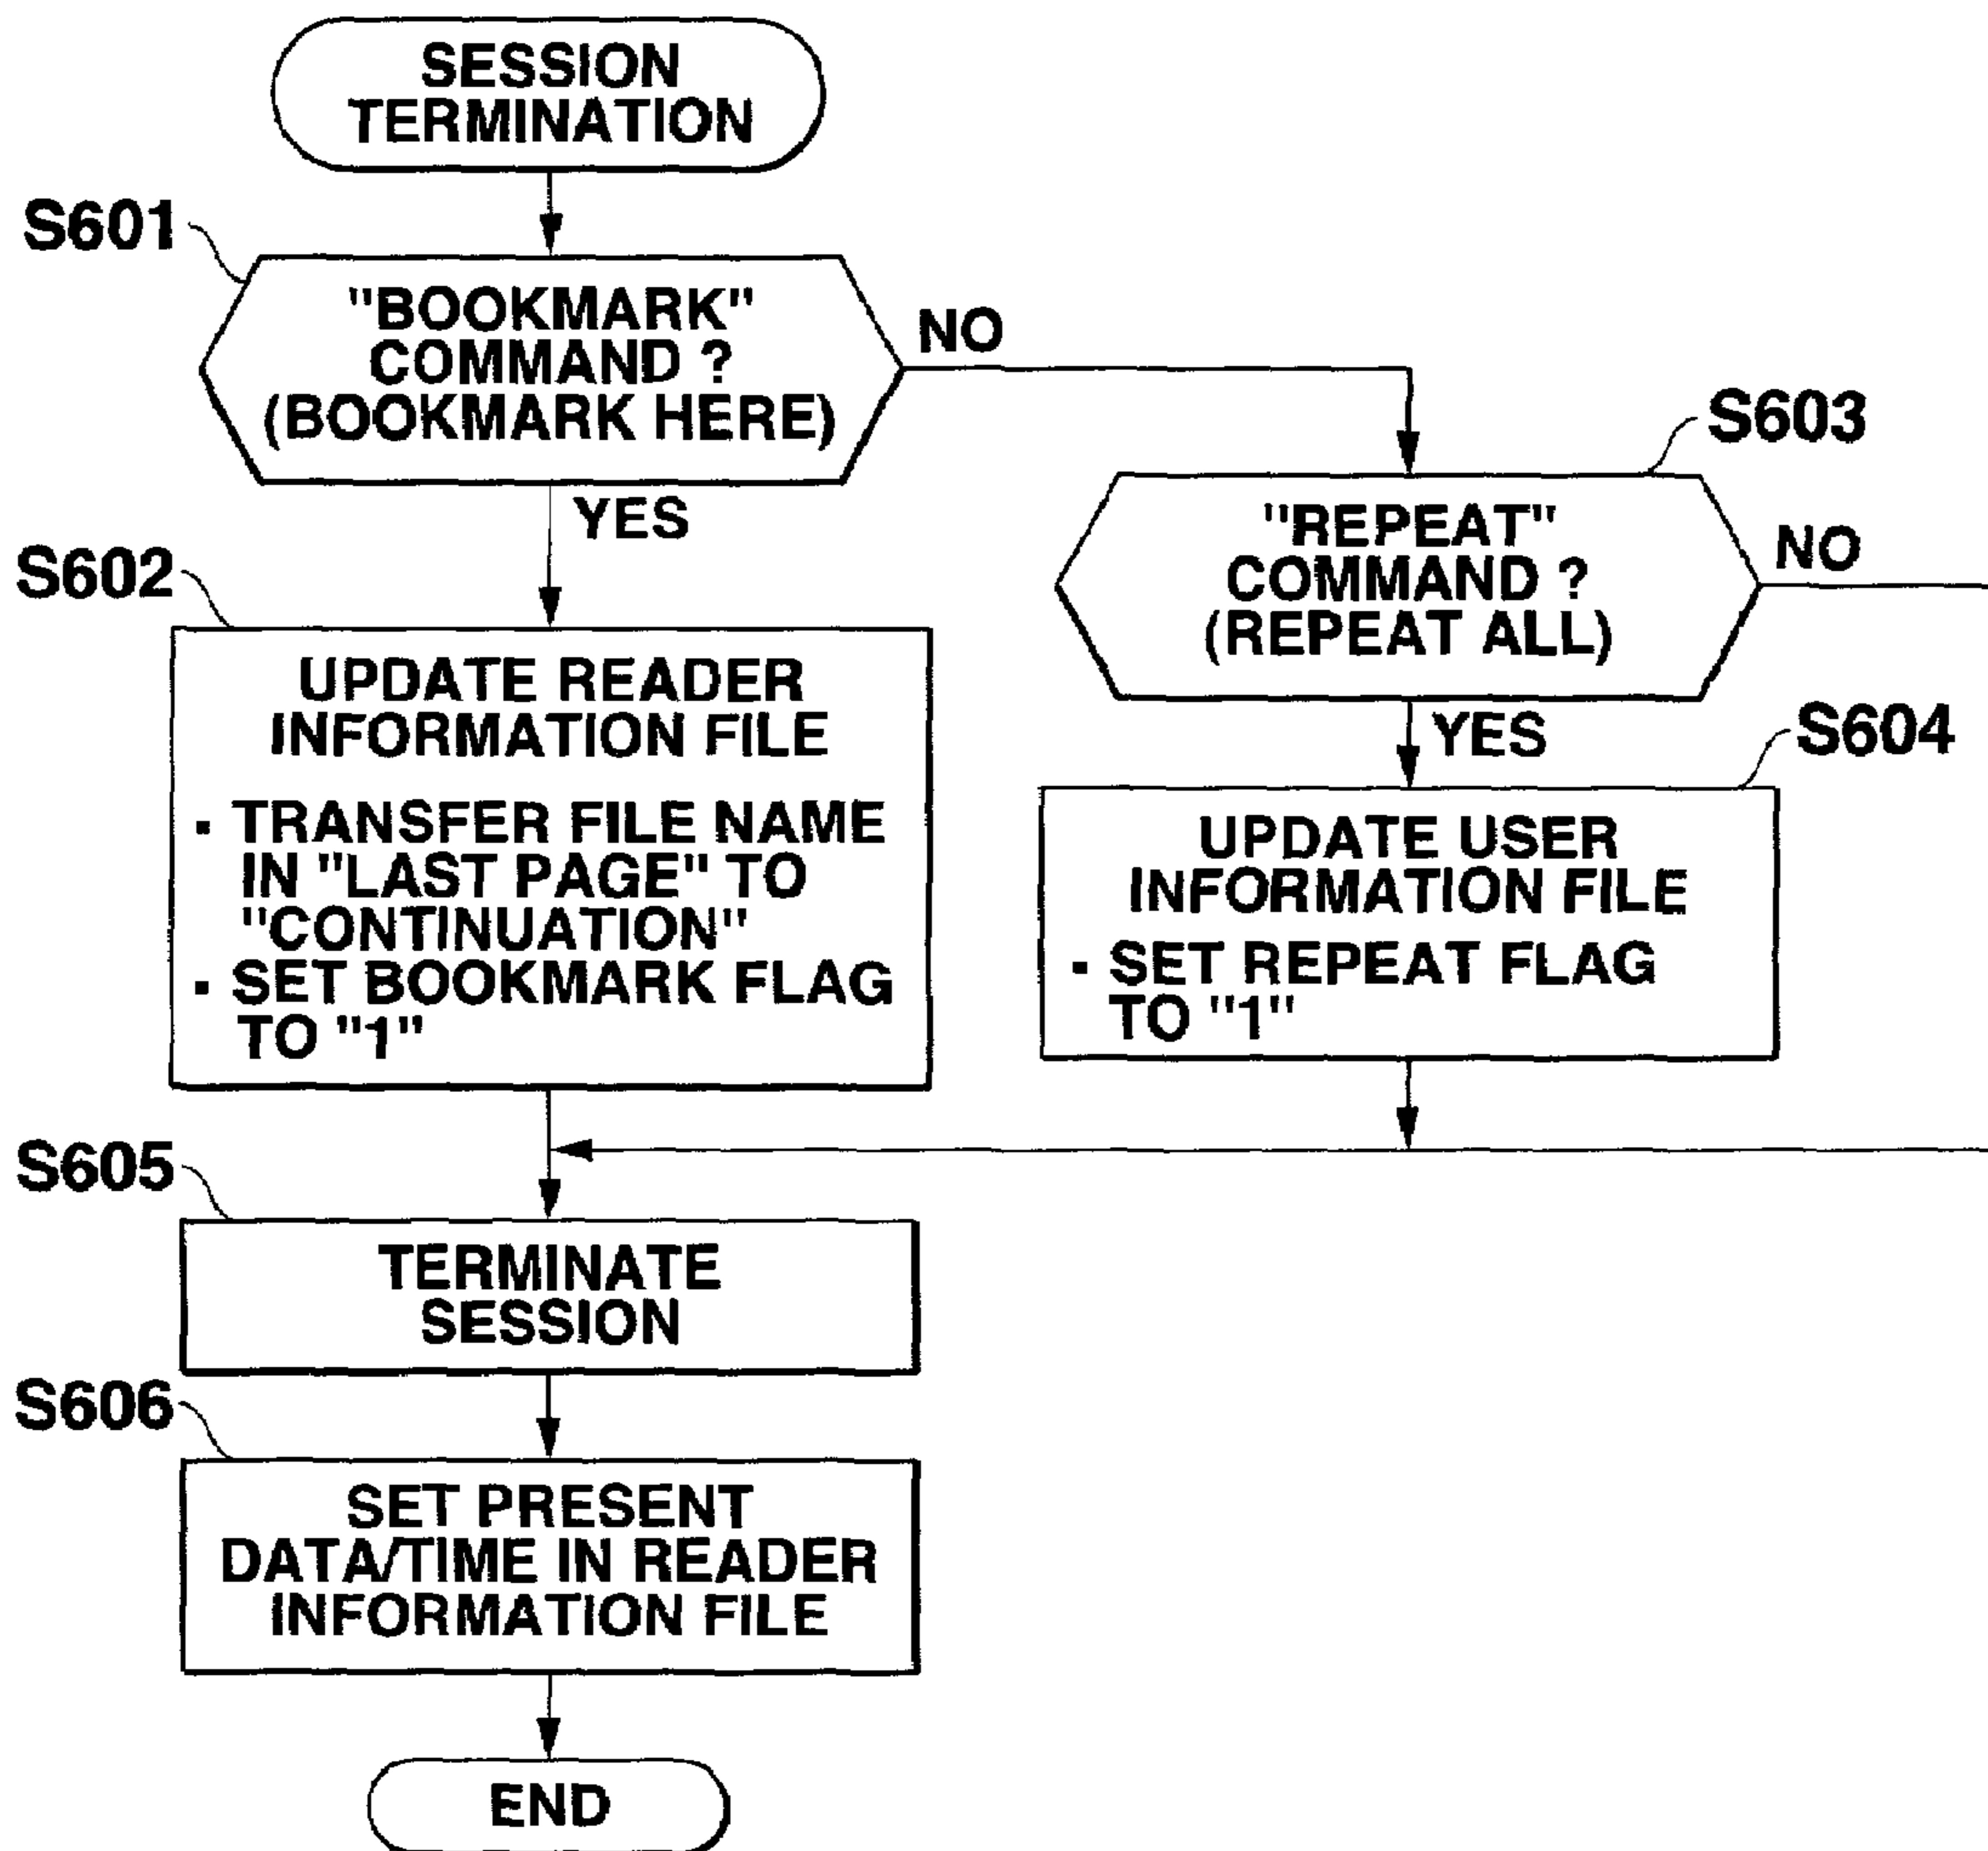 SESSION
TERMINATION
S601
"BOOKMARK"
COMMAND ?
(BOOKMARK HERE)
NO
YES
S603
"REPEAT"
COMMAND ?
(REPEAT ALL)
NO
YES
S602
UPDATE READER
INFORMATION FILE
▪ TRANSFER FILE NAME
IN "LAST PAGE" TO
"CONTINUATION"
▪ SET BOOKMARK FLAG
TO "1"
S604
UPDATE USER
INFORMATION FILE
▪ SET REPEAT FLAG
TO "1"
S605
TERMINATE
SESSION
S606
SET PRESENT
DATA/TIME IN READER
INFORMATION FILE
END